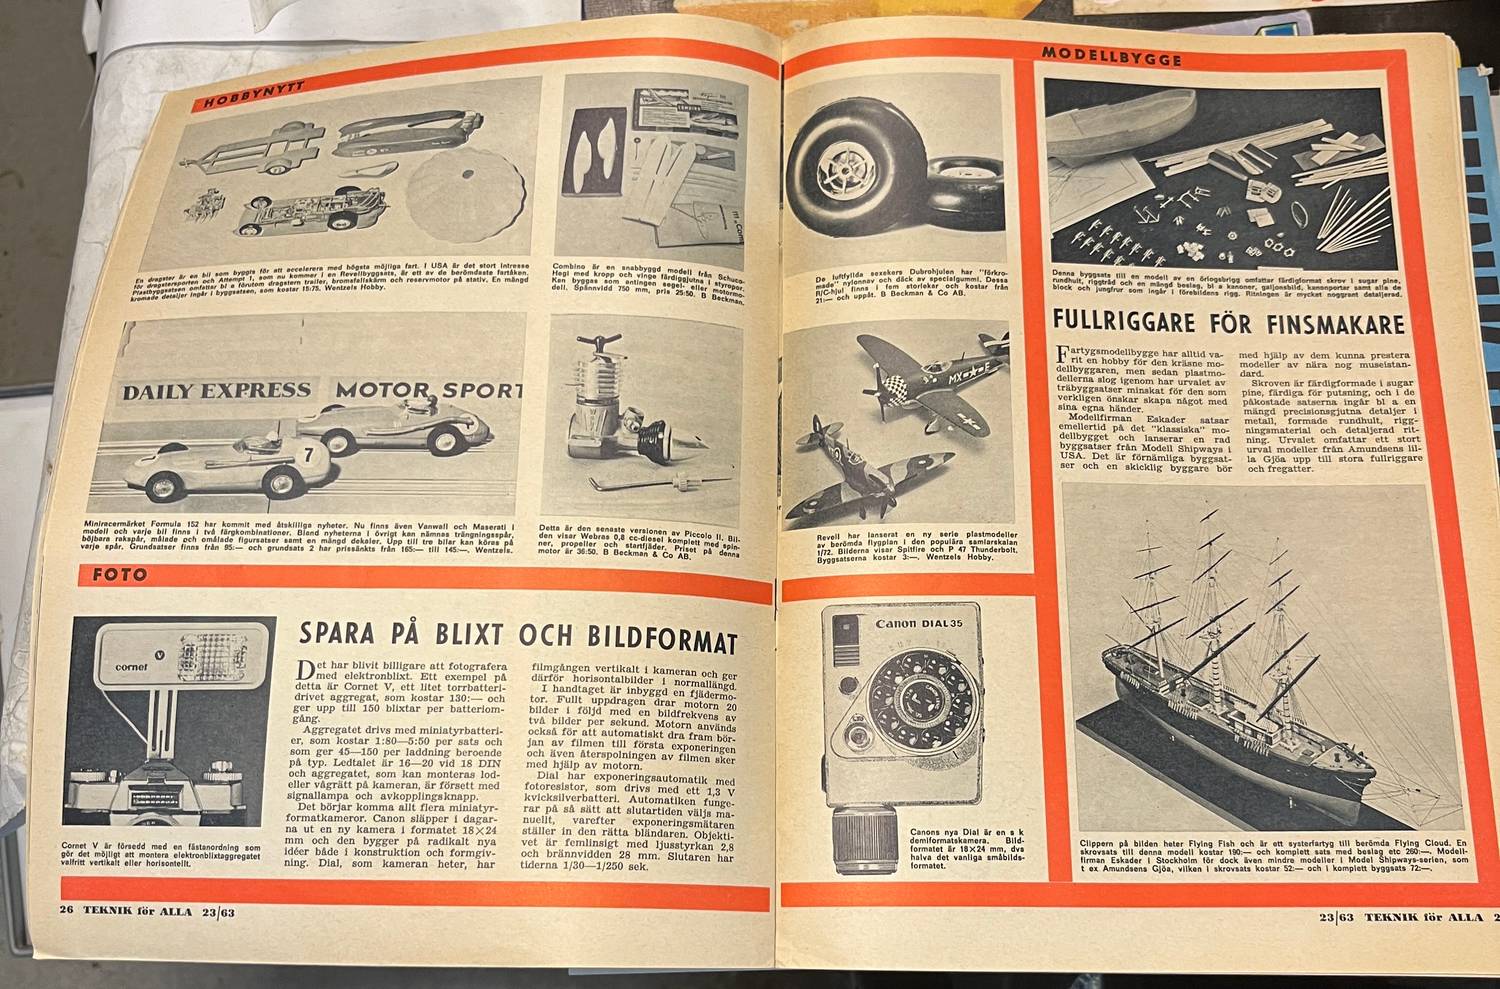 HOBBYNYTT
En dragster är en bil som byggts för att accelerera med högsta möjliga fart. I USA är det stort intresse
för dragstersporten och Attempt 1, som nu kommer i en Revellbyggsats, är ett av de berömdaste fartåken.
Plastbyggsatsen omfattar bl a förutom dragstern trailer, bromsfallskärm och reservmotor på stativ. En mängd
kromade detaljer ingår i byggsatsen, som kostar 15:75. Wentzels Hobby.
Combino är en snabbyggd modell från Schuco-
Hegi med kropp och vinge färdiggjutna i styropor.
Kan byggas som antingen segel- eller motormo-
dell. Spännvidd 750 mm, pris 25:50. B Beckman.
DAILY EXPRESS MOTOR SPORT
7
Miniracermärket Formula 152 har kommit med åtskilliga nyheter. Nu finns även Vanwall och Maserati i
modell och varje bil finns i två färgkombinationer. Bland nyheterna i övrigt kan nämnas trängningsspår,
böjbara rakspår, målade och omålade figursatser samt en mängd dekaler. Upp till tre bilar kan köras på
varje spår. Grundsatser finns från 95:— och grundsats 2 har prissänkts från 165:— till 145:—. Wentzels.
Detta är den senaste versionen av Piccolo II. Bil-
den visar Webras 0,8 cc-diesel komplett med spin-
ner, propeller och startfjäder. Priset på denna
motor är 36:50. B Beckman & Co AB.
FOTO
cornet V
Cornet V är försedd med en fästanordning som
gör det möjligt att montera elektronblixtaggregatet
valfritt vertikalt eller horisontellt.
SPARA PÅ BLIXT OCH BILDFORMAT
Det har blivit billigare att fotografera
med elektronblixt. Ett exempel på
detta är Cornet V, ett litet torrbatteri-
drivet aggregat, som kostar 130:— och
ger upp till 150 blixtar per batteriom-
gång.
Aggregatet drivs med miniatyrbatteri-
er, som kostar 1:80—5:50 per sats och
som ger 45—150 per laddning beroende
på typ. Ledtalet är 16—20 vid 18 DIN
och aggregatet, som kan monteras lod-
eller vågrätt på kameran, är försett med
signallampa och avkopplingsknapp.
Det börjar komma allt flera miniatyr-
formatkameror. Canon släpper i dagar-
na ut en ny kamera i formatet 18×24
mm och den bygger på radikalt nya
idéer både i konstruktion och formgiv-
ning. Dial, som kameran heter, har
filmgången vertikalt i kameran och ger
därför horisontalbilder i normallängd.
I handtaget är inbyggd en fjädermo-
tor. Fullt uppdragen drar motorn 20
bilder i följd med en bildfrekvens av
två bilder per sekund. Motorn används
också för att automatiskt dra fram bör-
jan av filmen till första exponeringen
och även återspolningen av filmen sker
med hjälp av motorn.
Dial har exponeringsautomatik med
fotoresistor, som drivs med ett 1,3 V
kvicksilverbatteri. Automatiken funge-
rar på så sätt att slutartiden väljs ma-
nuellt, varefter exponeringsmätaren
ställer in den rätta bländaren. Objekti-
vet är femlinsigt med ljusstyrkan 2,8
och brännvidden 28 mm. Slutaren har
tiderna 1/30—1/250 sek.
26 TEKNIK för ALLA 23/63
De luftfyllda sexekers Dubrohjulen har "förkro-
made" nylonnav och däck av specialgummi. Dessa
R/C-hjul finns i fem storlekar och kostar från
21:— och uppåt. B Beckman & Co AB.
MX E
Revell har lanserat en ny serie plastmodeller
av berömda flygplan i den populära samlarskalan
1/72. Bilderna visar Spitfire och P 47 Thunderbolt.
Byggsatserna kostar 3:—. Wentzels Hobby.
Canon DIAL 35
Canons nya Dial är en s k
demiformatskamera. Bild-
formatet är 18×24 mm, dvs
halva det vanliga småbilds-
formatet.
MODELLBYGGE
Denna byggsats till en modell av en örlogsbrigg omfattar färdigformat skrov i sugar pine,
rundhult, riggtråd och en mängd beslag, bl a kanoner, galjonsbild, kanonportar samt alla de
block och jungfrur som ingår i förebildens rigg. Ritningen är mycket noggrant detaljerad.
FULLRIGGARE FÖR FINSMAKARE
Fartygsmodellbygge har alltid va-
rit en hobby för den kräsne mo-
dellbyggaren, men sedan plastmo-
dellerna slog igenom har urvalet av
träbyggsatser minskat för den som
verkligen önskar skapa något med
sina egna händer.
Modellfirman Eskader satsar
emellertid på det "klassiska" mo-
dellbygget och lanserar en rad
byggsatser från Modell Shipways i
USA. Det är förnämliga byggsat-
ser och en skicklig byggare bör
med hjälp av dem kunna prestera
modeller av nära nog museistan-
dard.
Skroven är färdigformade i sugar
pine, färdiga för putsning, och i de
påkostade satserna ingår bl a en
mängd precisionsgjutna detaljer i
metall, formade rundhult, rigg-
ningsmaterial och detaljerad rit-
ning. Urvalet omfattar ett stort
urval modeller från Amundsens lil-
la Gjöa upp till stora fullriggare
och fregatter.
Clippern på bilden heter Flying Fish och är ett systerfartyg till berömda Flying Cloud. En
skrovsats till denna modell kostar 190:— och komplett sats med beslag etc 260:—. Modell-
firman Eskader i Stockholm för dock även mindre modeller i Model Shipways-serien, som
t ex Amundsens Gjöa, vilken i skrovsats kostar 52:— och i komplett byggsats 72:—.
23/63 TEKNIK för ALLA 2